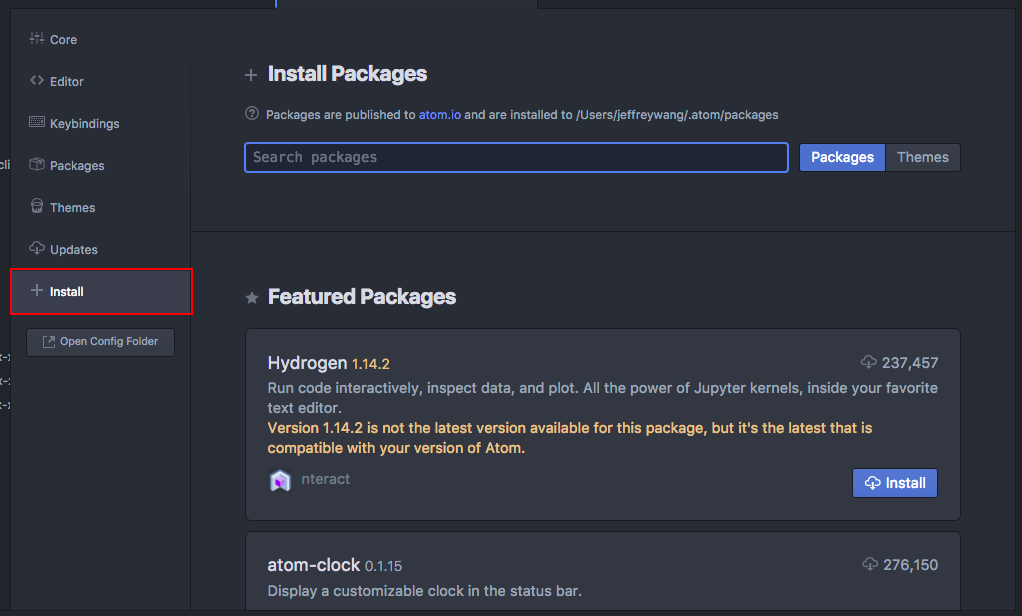 Core
Editor
Keybindings
Packages
Themes
Updates
Install
Open Config Folder
Install Packages
Packages are published to atom.io and are installed to /Users/jeffreywang/.atom/packages
Search packages
Packages
Themes
Featured Packages
Hydrogen 1.14.2
237,457
Run code interactively, inspect data, and plot. All the power of Jupyter kernels, inside your favorite
text editor.
Version 1.14.2 is not the latest version available for this package, but it's the latest that is
compatible with your version of Atom.
nteract
Install
atom-clock 0.1.15
276,150
Display a customizable clock in the status bar.